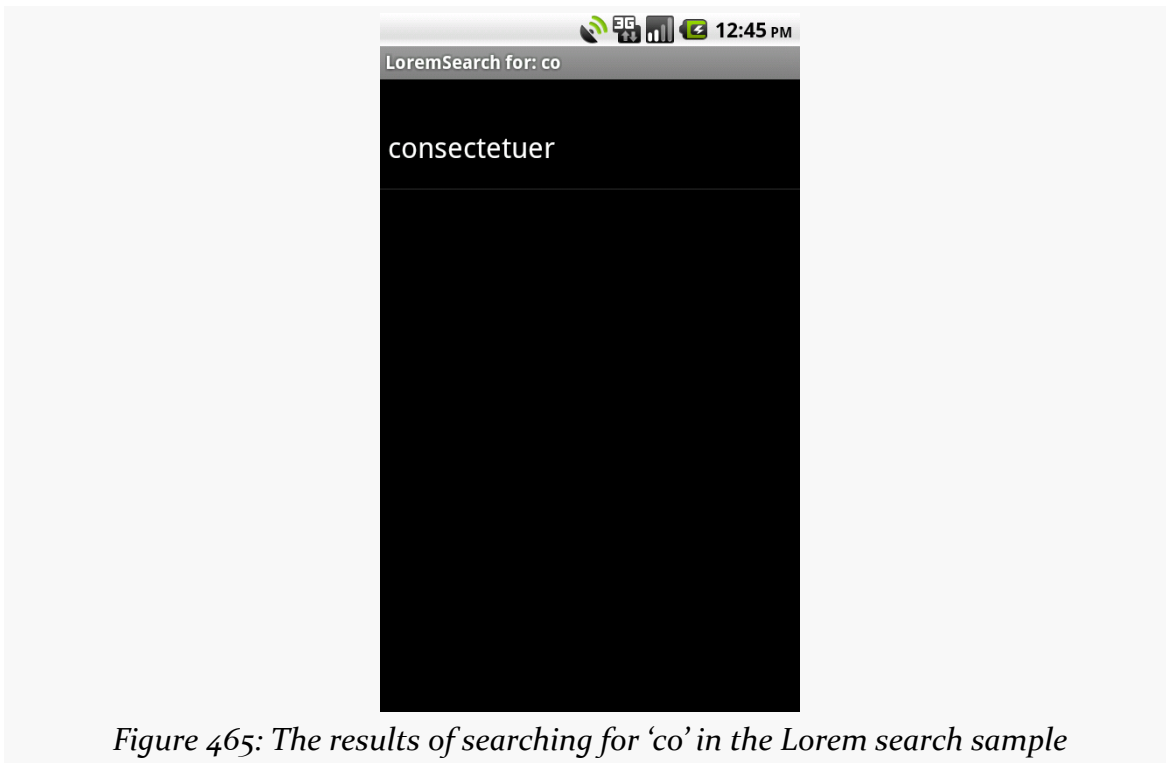 3G 12:45 PM
LoremSearch for: co
consectetuer
Figure 465: The results of searching for ‘co’ in the Lorem search sample